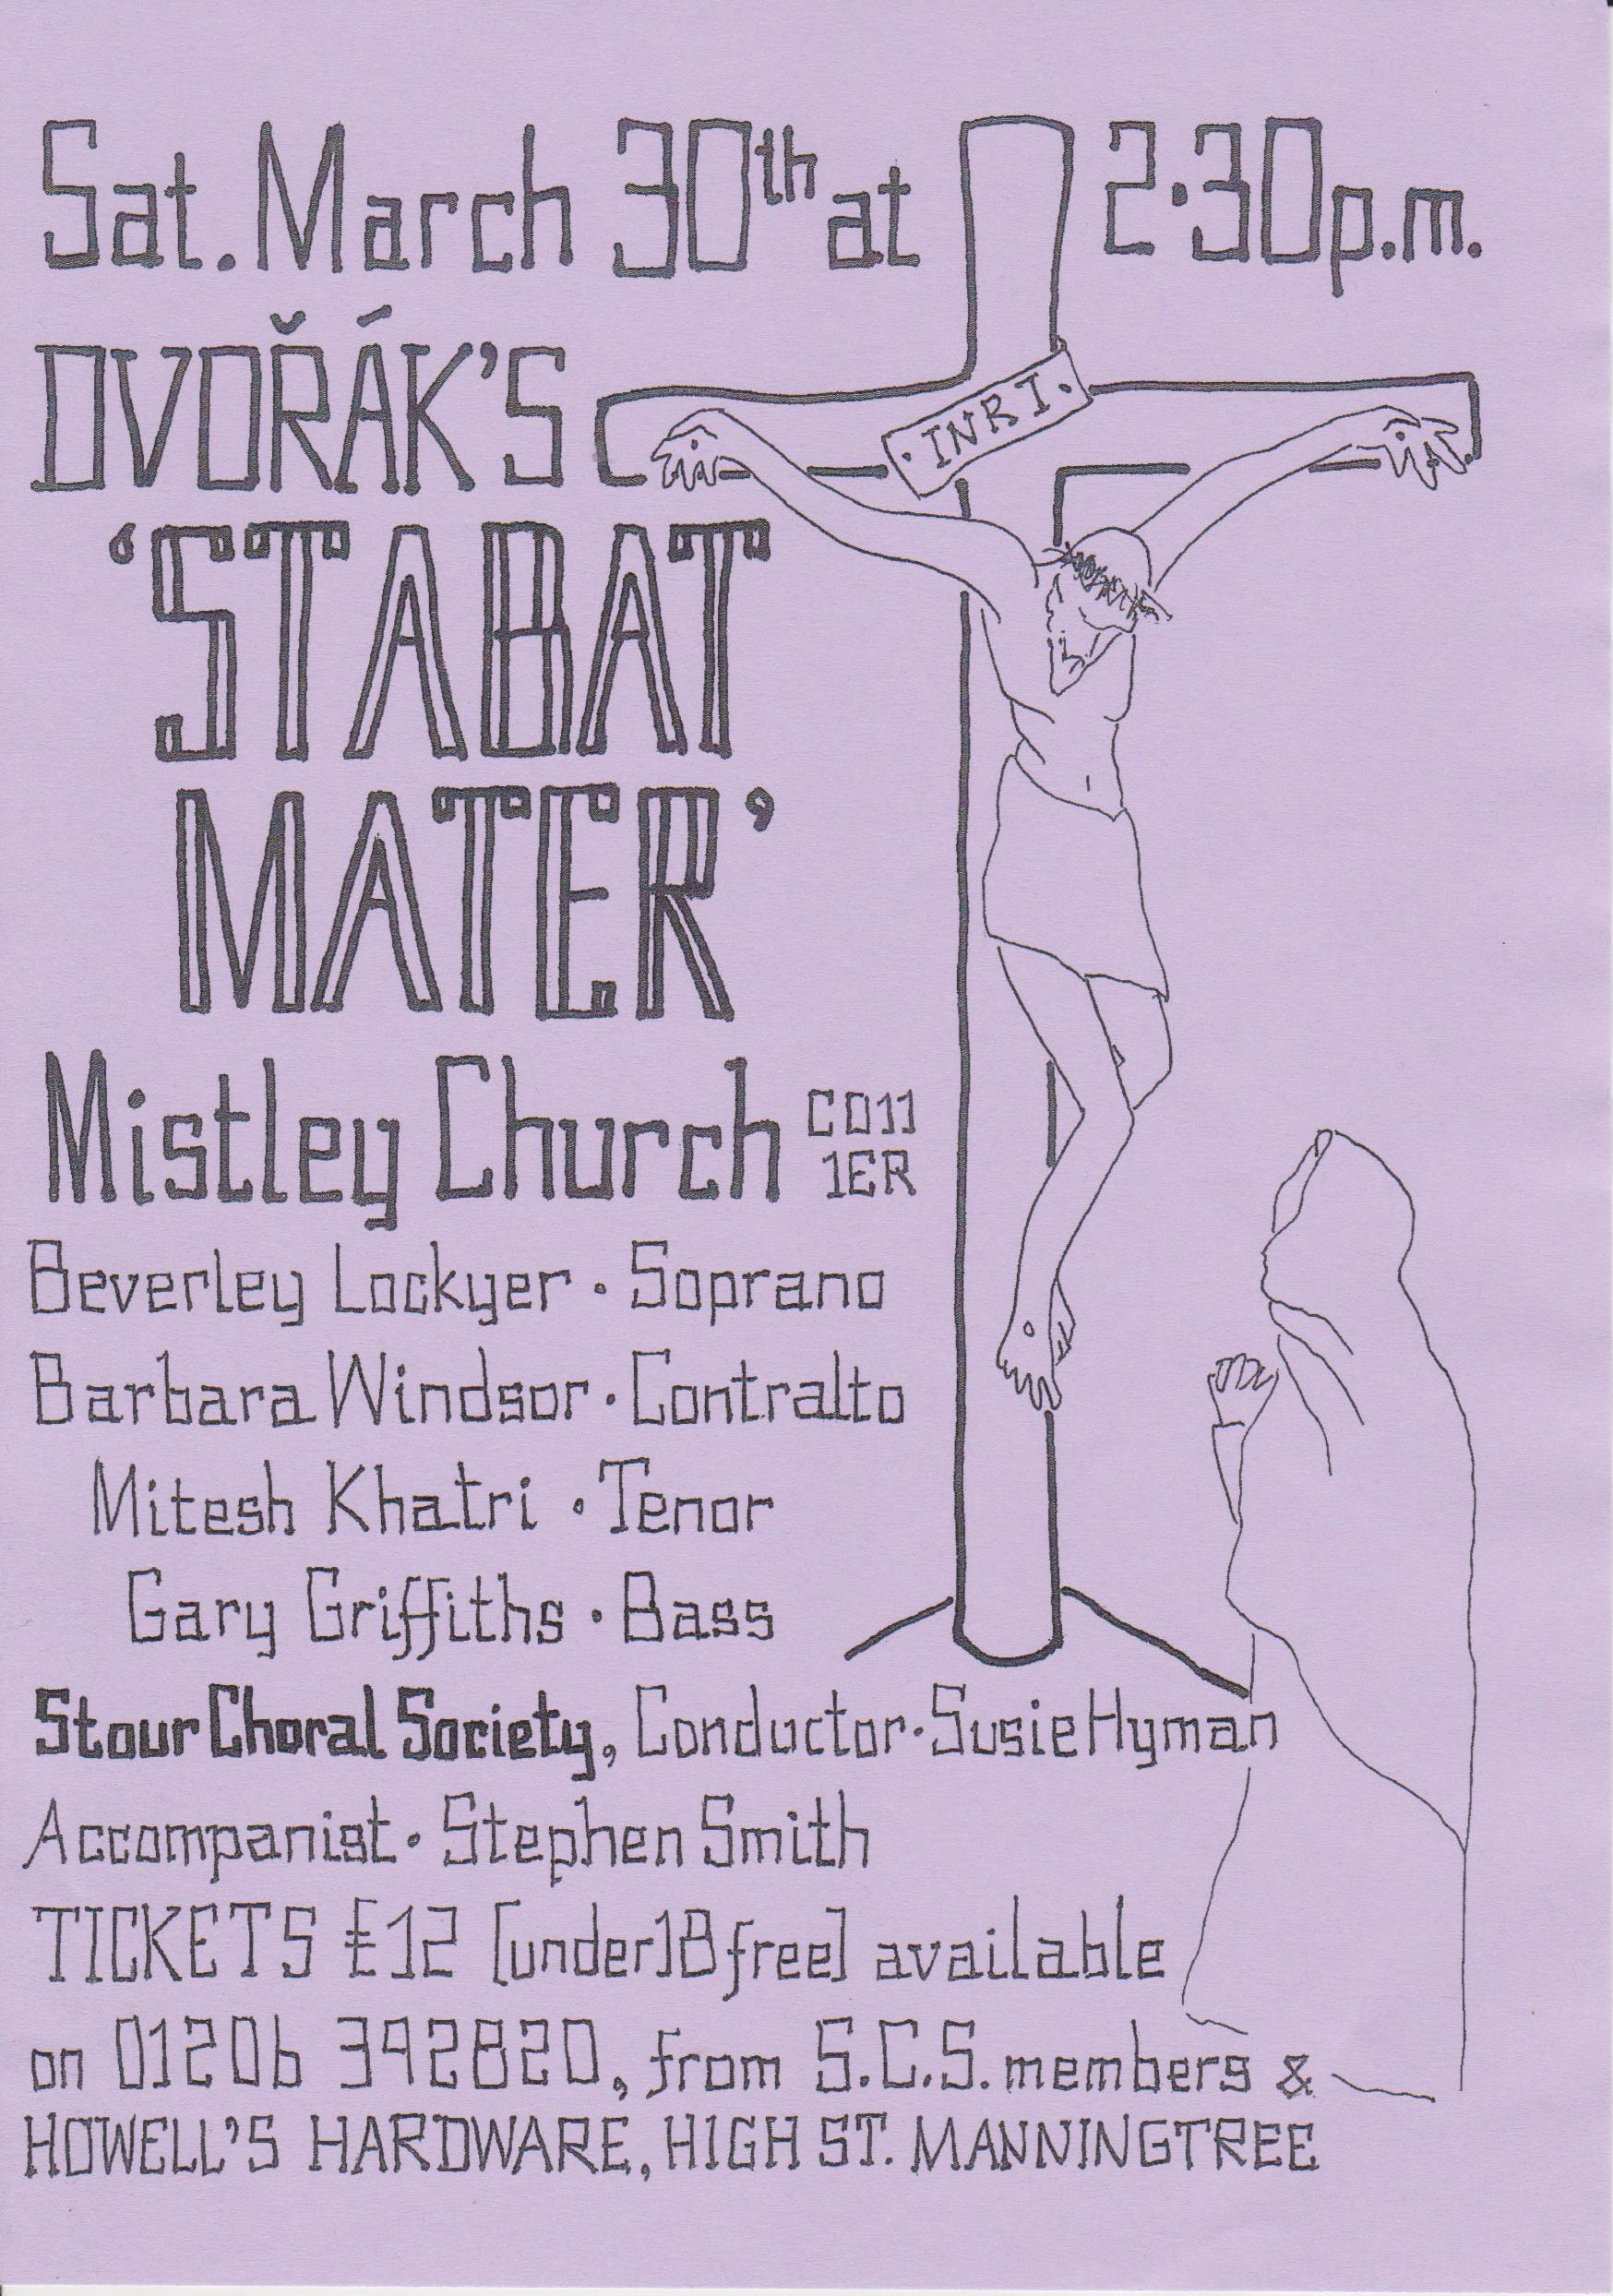 Sat. March 30th at 2.30p.m.
DVOŘÁK'S
·INRI·
'STABAT
MATER'
Mistley Church CO11
1ER
Beverley Lockyer · Soprano
Barbara Windsor · Contralto
Mitesh Khatri · Tenor
Gary Griffiths · Bass
Stour Choral Society, Conductor · Susie Hyman
Accompanist · Stephen Smith
TICKETS £12 [under 18 free] available
on 01206 392820, from S.C.S. members &
HOWELL'S HARDWARE, HIGH ST. MANNINGTREE